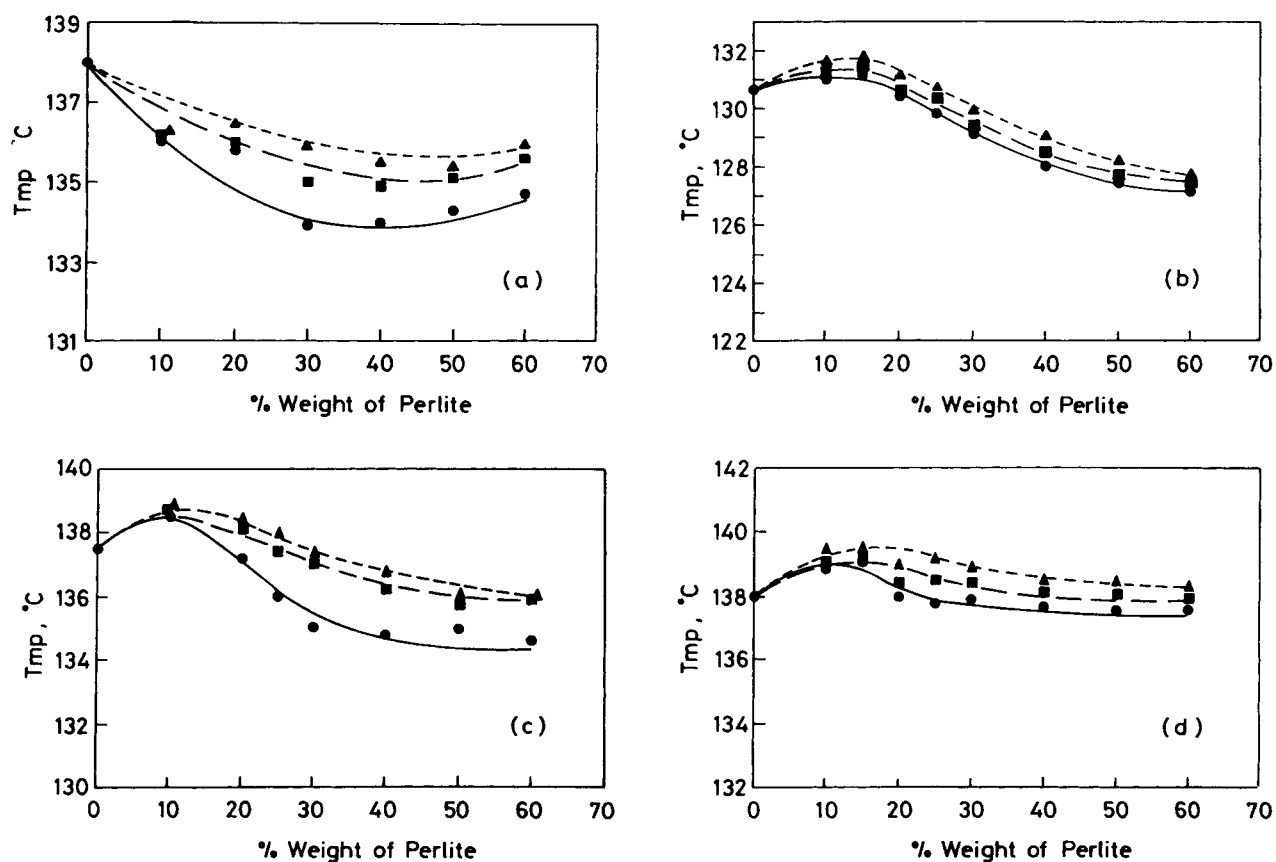 139
137
135
133
131
Tmp °C
(a)
0 10 20 30 40 50 60 70
% Weight of Perlite
132
130
128
126
124
122
Tmp, °C
(b)
0 10 20 30 40 50 60 70
% Weight of Perlite
140
138
136
134
132
130
Tmp, °C
(c)
0 10 20 30 40 50 60 70
% Weight of Perlite
142
140
138
136
134
132
Tmp, °C
(d)
0 10 20 30 40 50 60 70
% Weight of Perlite